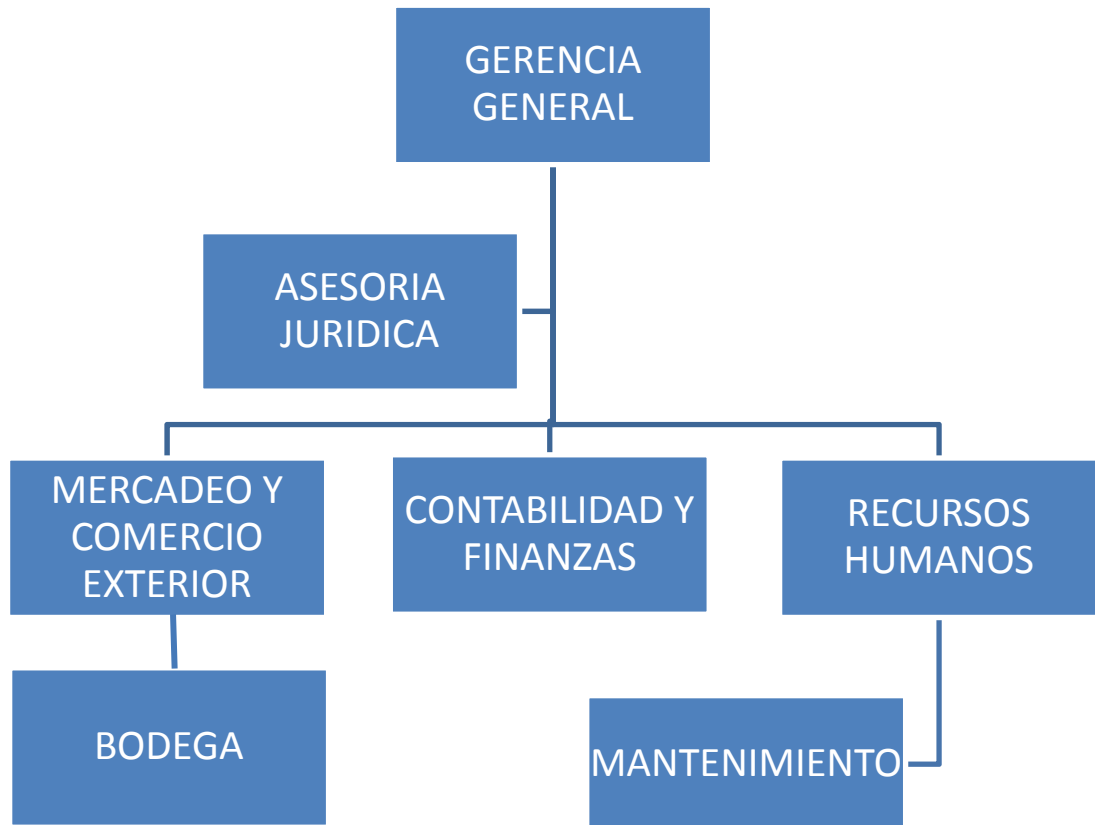 GERENCIA
GENERAL
ASESORIA
JURIDICA
MERCADEO Y
COMERCIO
EXTERIOR
CONTABILIDAD Y
FINANZAS
RECURSOS
HUMANOS
BODEGA
MANTENIMIENTO